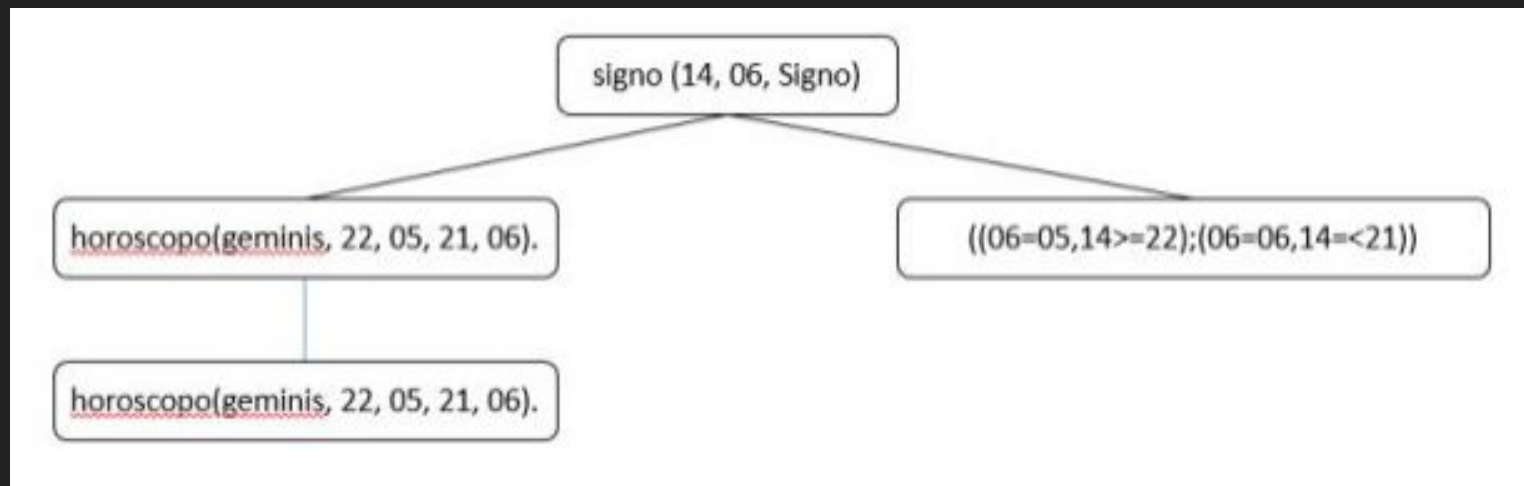 signo (14, 06, Signo)
horoscopo(geminis, 22, 05, 21, 06).
((06=05,14>=22);(06=06,14=<21))
horoscopo(geminis, 22, 05, 21, 06).